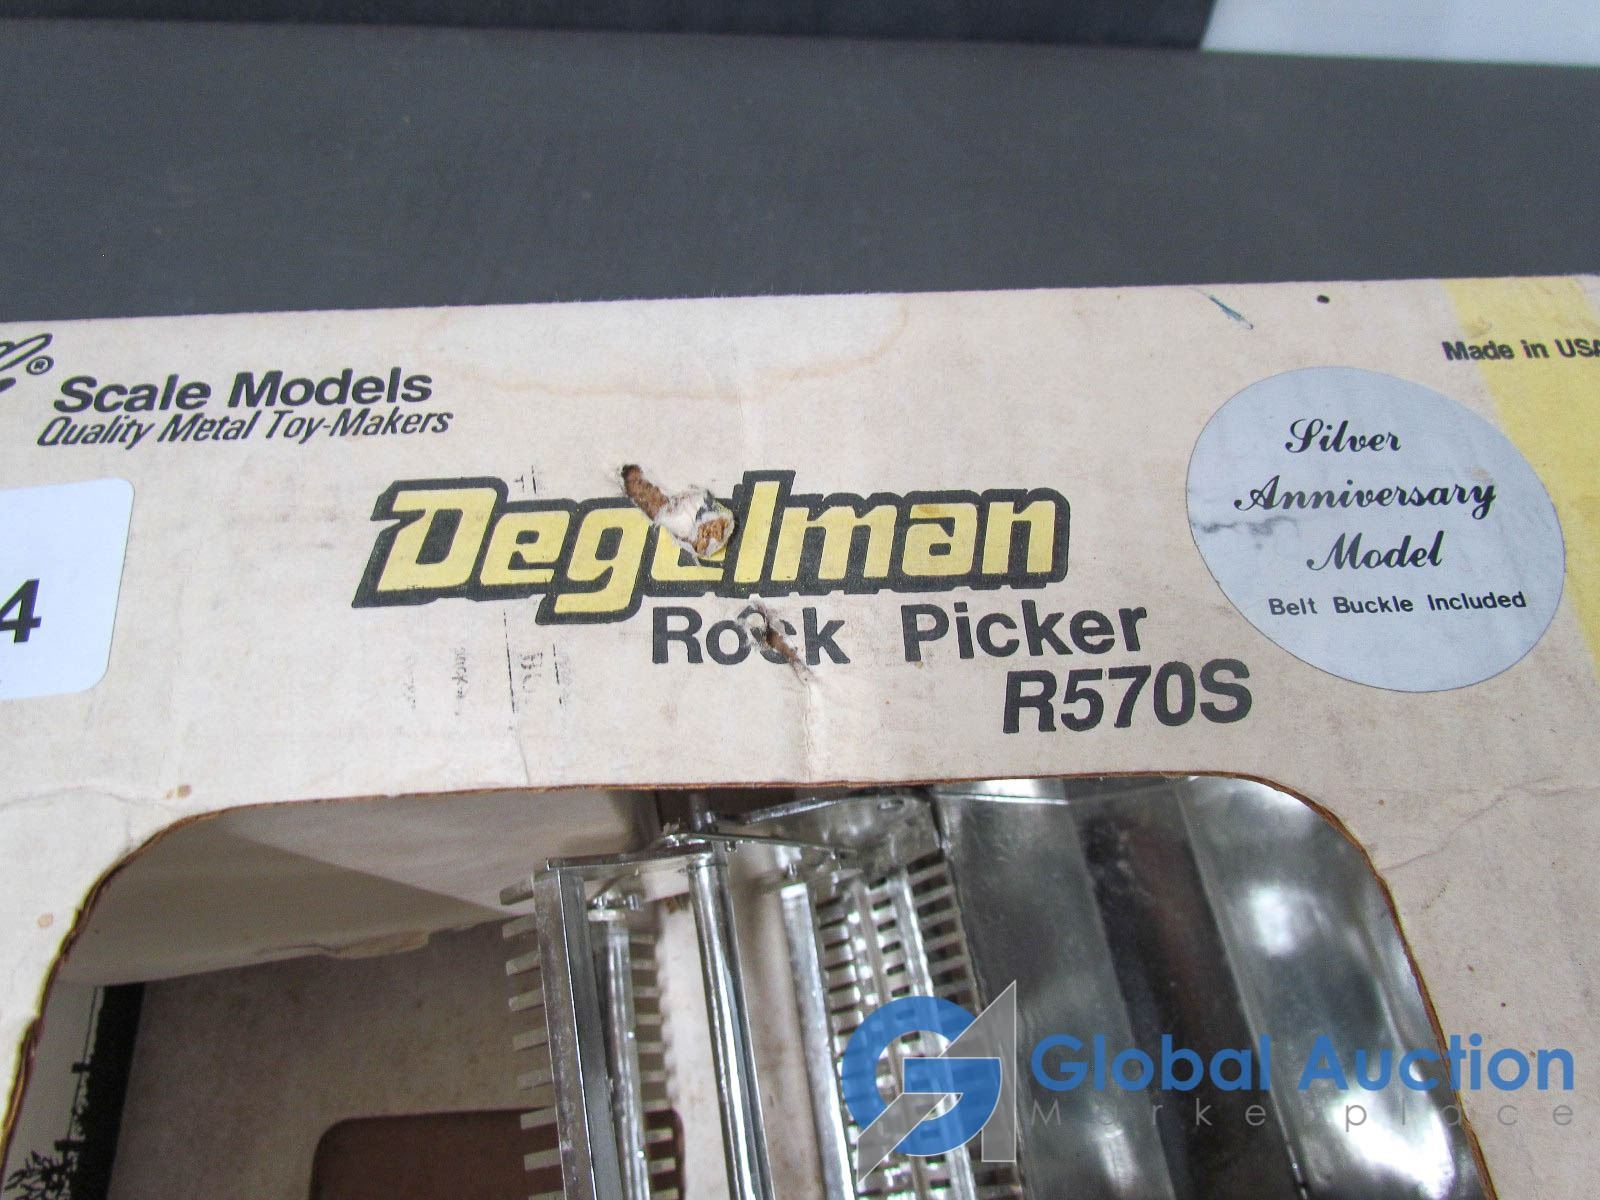 Made in USA
® Scale Models
Quality Metal Toy-Makers
Degelman
Rock Picker
R570S
Silver
Anniversary
Model
Belt Buckle Included
4
Global Auction
Marketplace